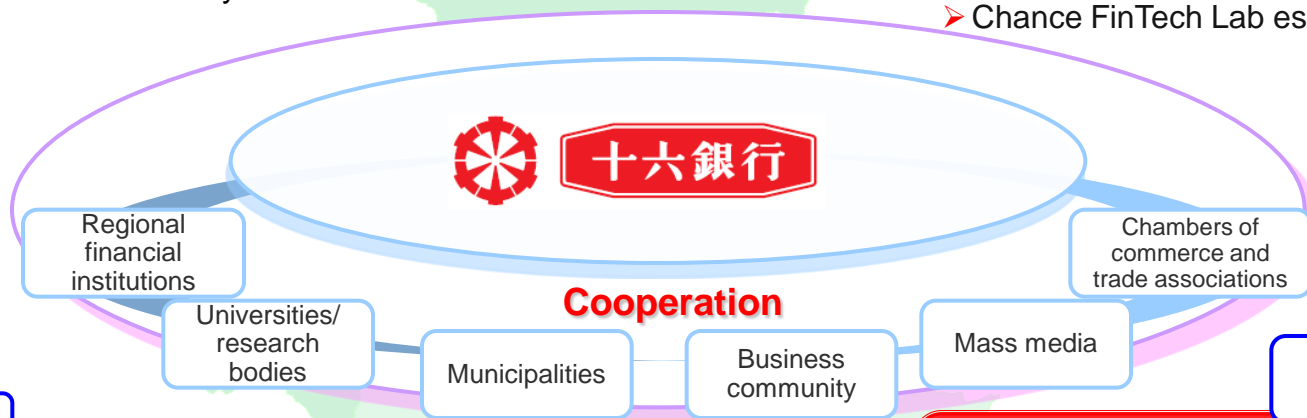 ➤ Chance FinTech Lab es
十六銀行
Regional
financial
institutions
Chambers of
commerce and
trade associations
Cooperation
Universities/
research
bodies
Municipalities
Business
community
Mass media